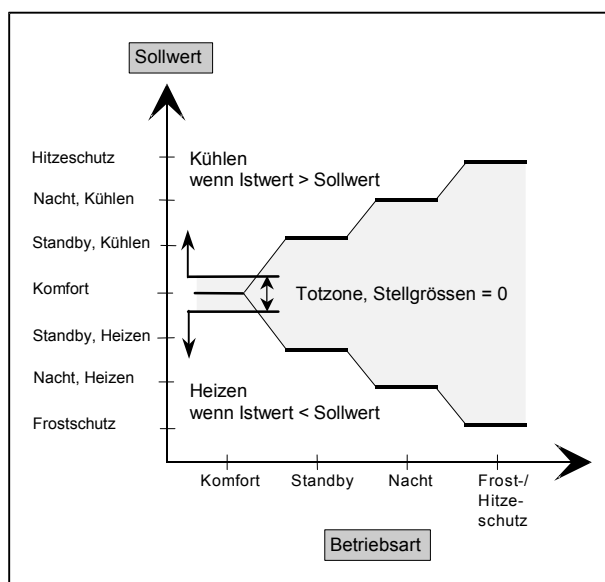 Sollwert
Hitzeschutz
Nacht, Kühlen
Standby, Kühlen
Komfort
Standby, Heizen
Nacht, Heizen
Frostschutz
Kühlen
wenn Istwert > Sollwert
Totzone, Stellgrössen = 0
Heizen
wenn Istwert < Sollwert
Komfort
Standby
Nacht
Frost-/
Hitze-
schutz
Betriebsart